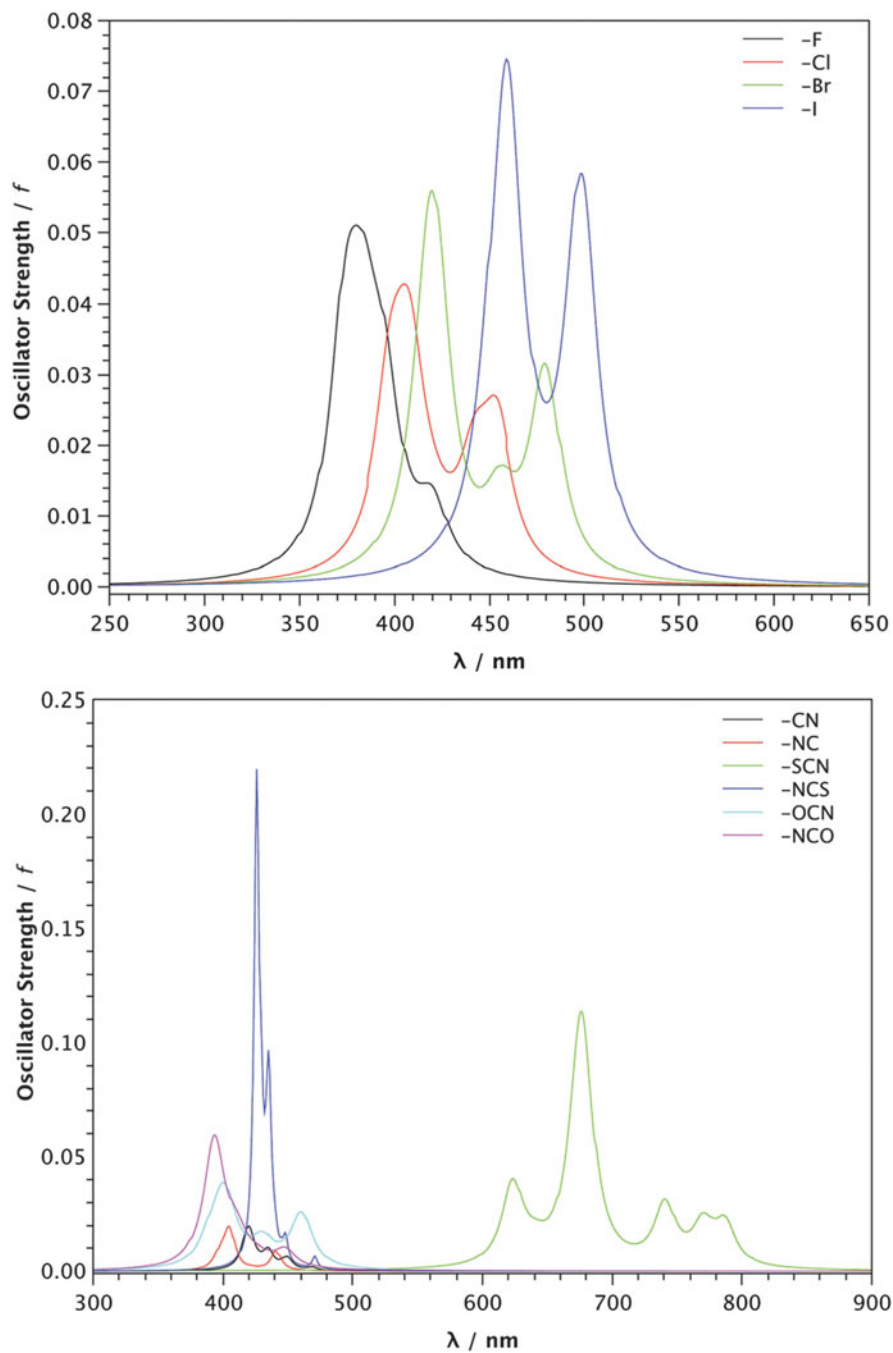 0.08
0.07
0.06
0.05
0.04
0.03
0.02
0.01
0.00
Oscillator Strength / f
–F
–Cl
–Br
–I
250 300 350 400 450 500 550 600 650
λ / nm
0.25
0.20
0.15
0.10
0.05
0.00
Oscillator Strength / f
–CN
–NC
–SCN
–NCS
–OCN
–NCO
300 400 500 600 700 800 900
λ / nm